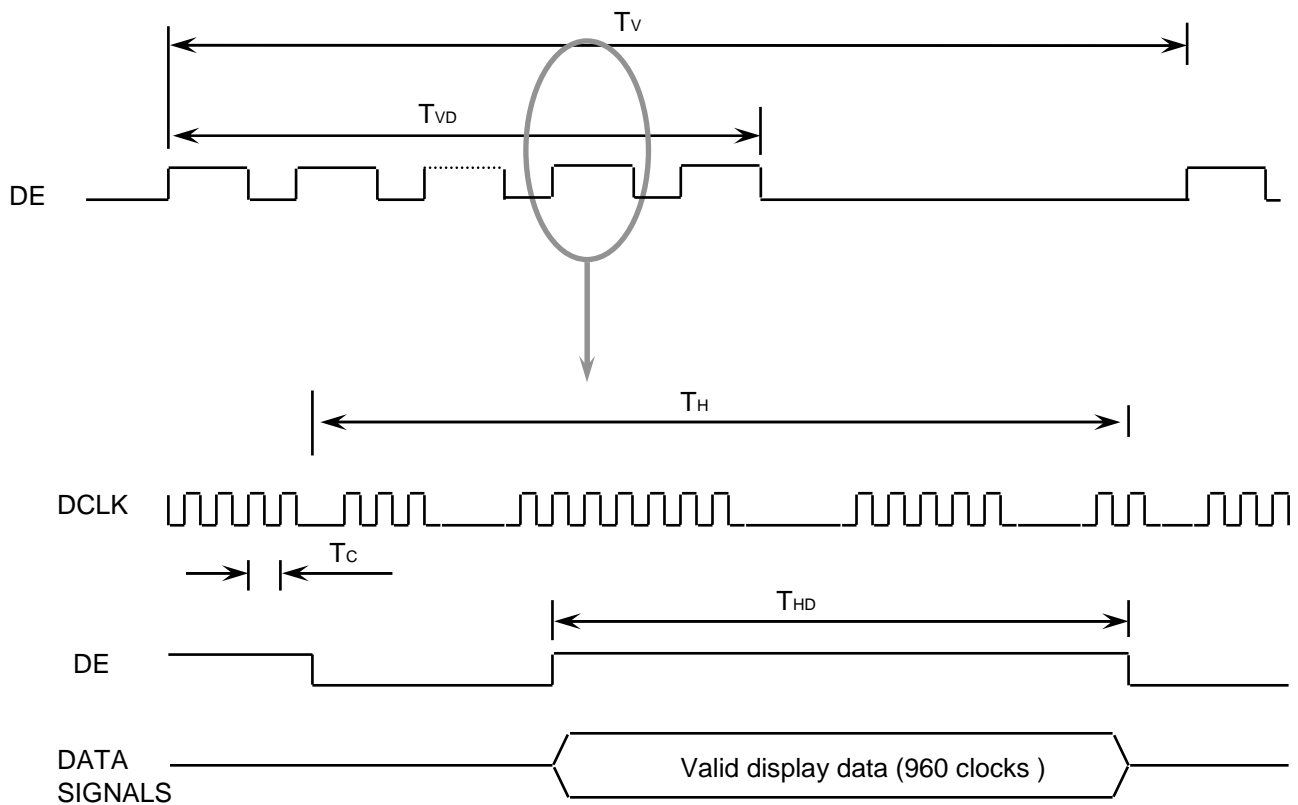 TV
TVD
DE
TH
DCLK
TC
THD
DE
DATA
SIGNALS
Valid display data (960 clocks )